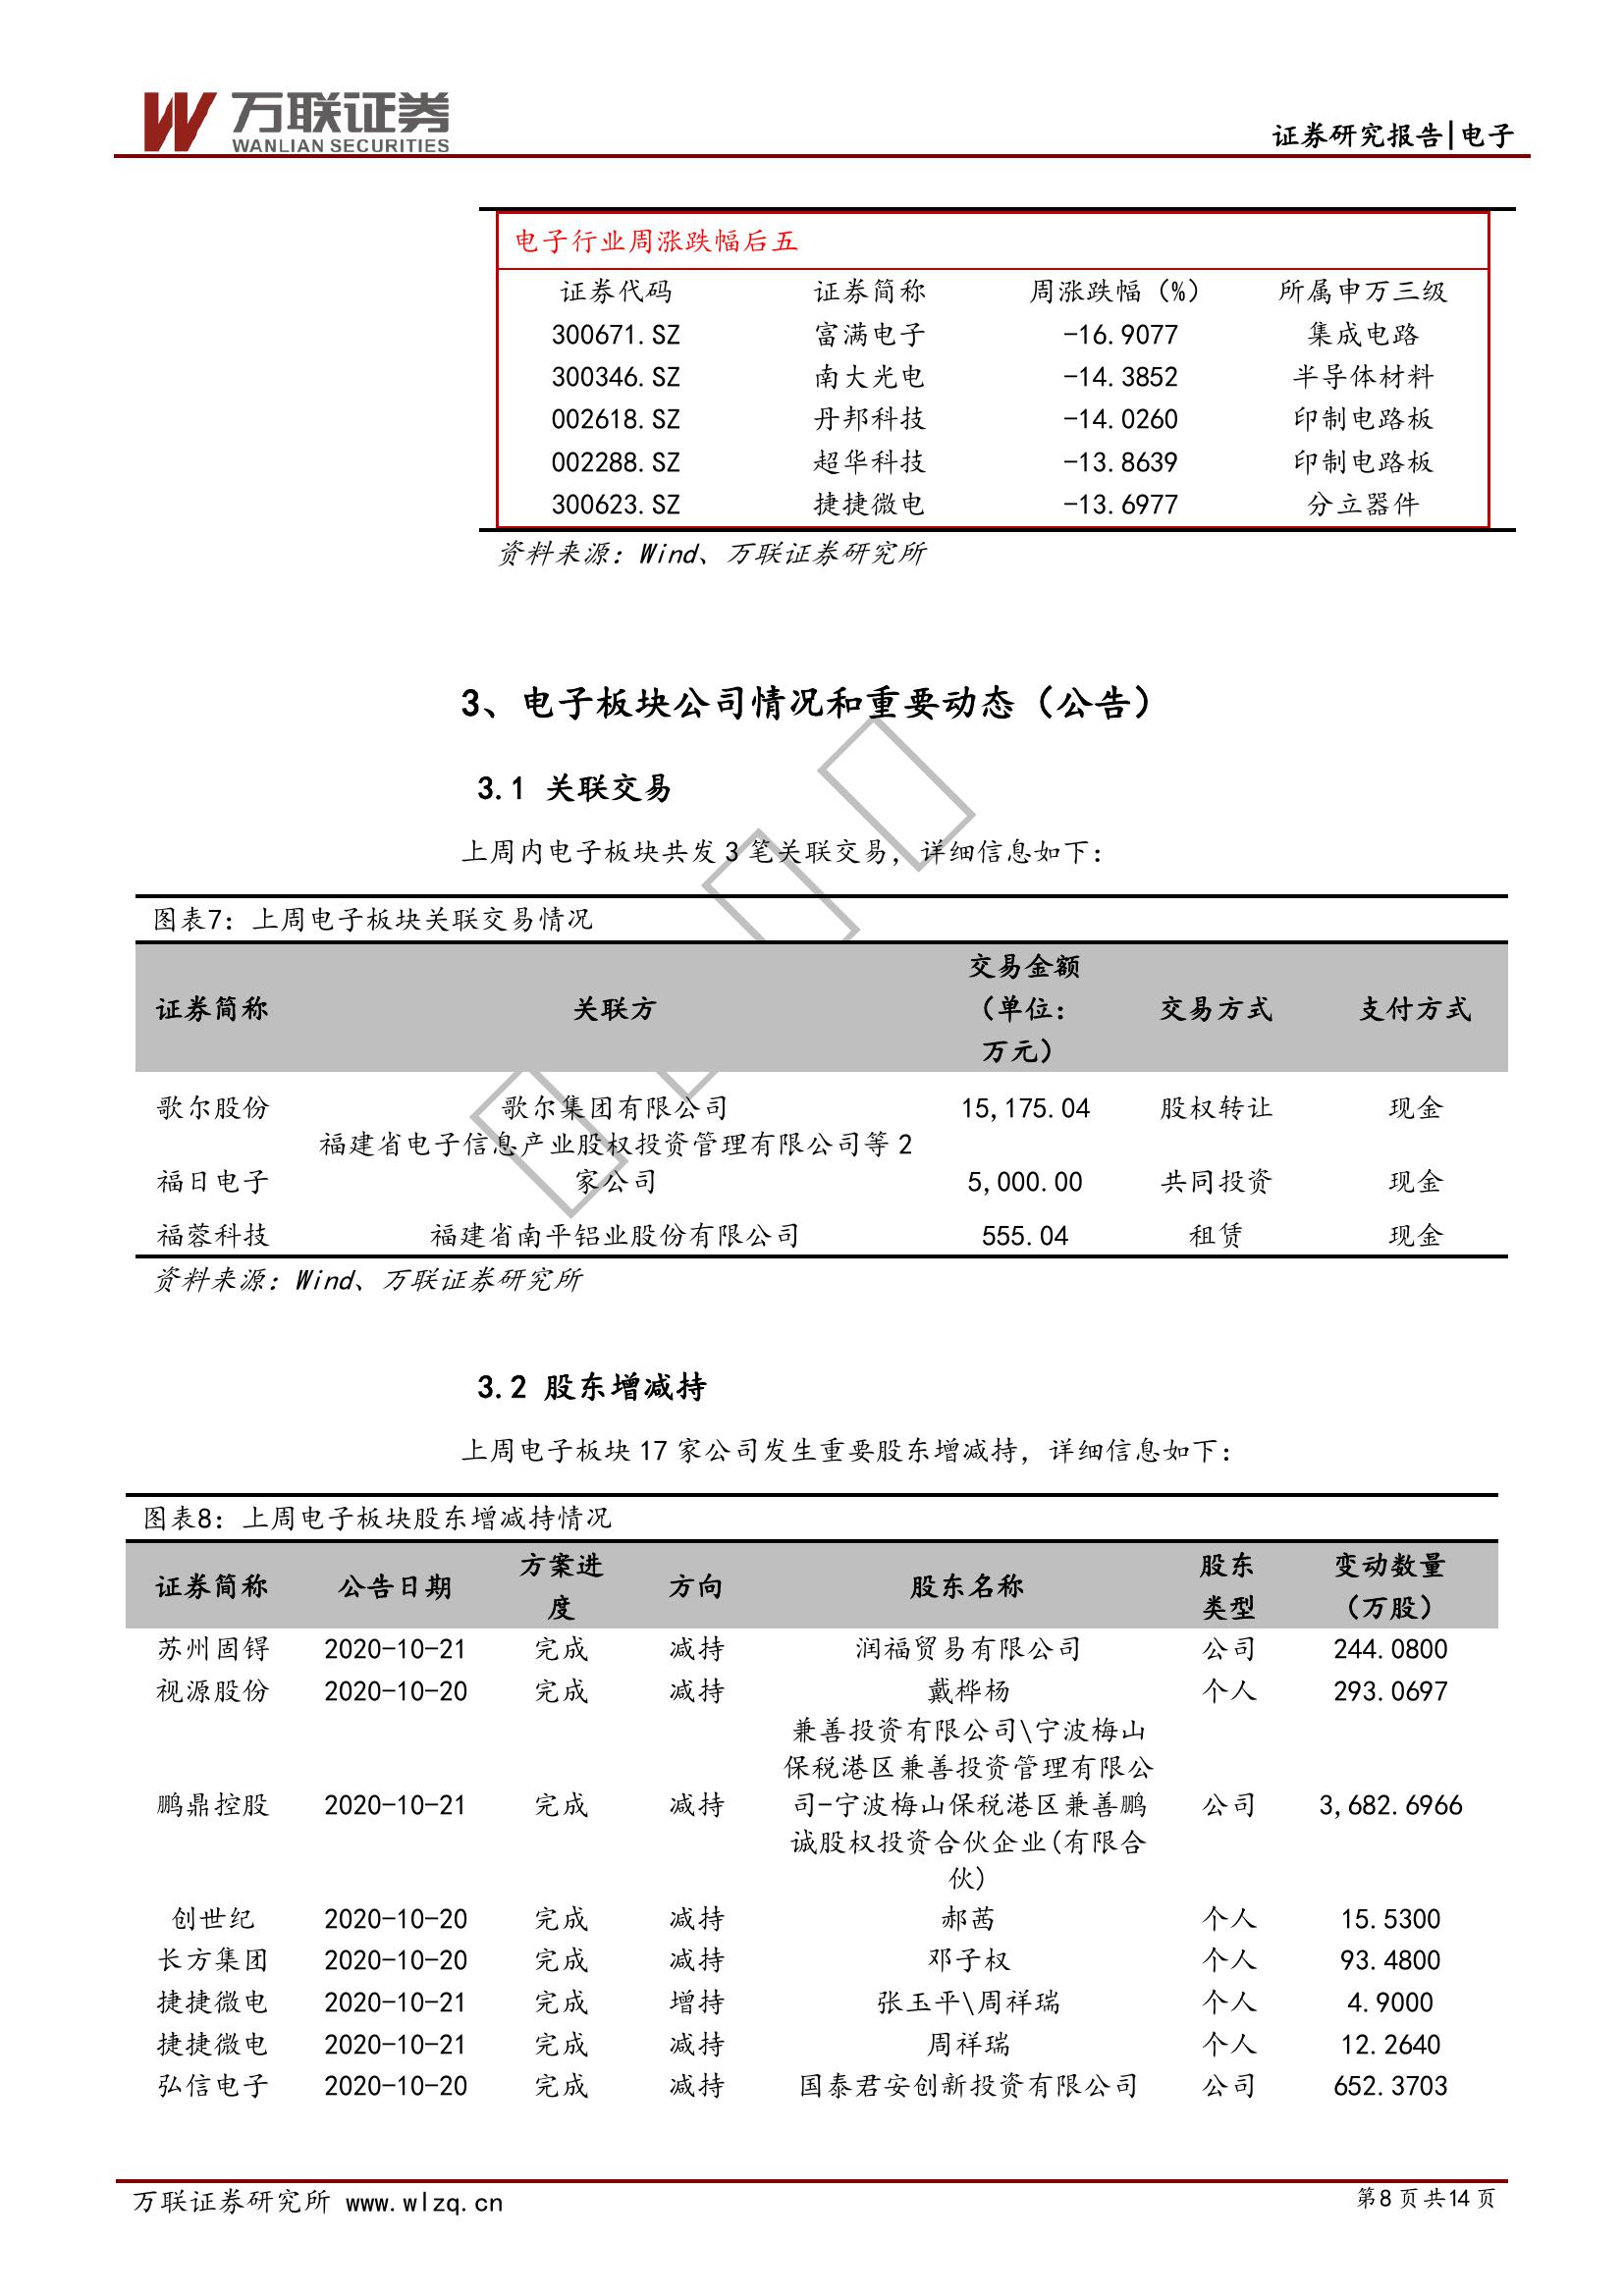 万联证券
WANLIAN SECURITIES
证券研究报告|电子
电子行业周涨跌幅后五
证券代码 证券简称 周涨跌幅（%） 所属申万三级
300671.SZ 富满电子 -16.9077 集成电路
300346.SZ 南大光电 -14.3852 半导体材料
002618.SZ 丹邦科技 -14.0260 印制电路板
002288.SZ 超华科技 -13.8639 印制电路板
300623.SZ 捷捷微电 -13.6977 分立器件
资料来源：Wind、万联证券研究所
3、电子板块公司情况和重要动态（公告）
3.1 关联交易
上周内电子板块共发 3 笔关联交易，详细信息如下：
图表7：上周电子板块关联交易情况
证券简称 关联方 交易金额（单位：万元） 交易方式 支付方式
歌尔股份 歌尔集团有限公司 15,175.04 股权转让 现金
福建省电子信息产业股权投资管理有限公司等 2
福日电子 家公司 5,000.00 共同投资 现金
福蓉科技 福建省南平铝业股份有限公司 555.04 租赁 现金
资料来源：Wind、万联证券研究所
3.2 股东增减持
上周电子板块 17 家公司发生重要股东增减持，详细信息如下：
图表8：上周电子板块股东增减持情况
证券简称 公告日期 方案进度 方向 股东名称 股东类型 变动数量（万股）
苏州固锝 2020-10-21 完成 减持 润福贸易有限公司 公司 244.0800
视源股份 2020-10-20 完成 减持 戴桦杨 个人 293.0697
兼善投资有限公司\宁波梅山
保税港区兼善投资管理有限公
鹏鼎控股 2020-10-21 完成 减持 司-宁波梅山保税港区兼善鹏 公司 3,682.6966
诚股权投资合伙企业(有限合
伙)
创世纪 2020-10-20 完成 减持 郝茜 个人 15.5300
长方集团 2020-10-20 完成 减持 邓子权 个人 93.4800
捷捷微电 2020-10-21 完成 增持 张玉平\周祥瑞 个人 4.9000
捷捷微电 2020-10-21 完成 减持 周祥瑞 个人 12.2640
弘信电子 2020-10-20 完成 减持 国泰君安创新投资有限公司 公司 652.3703
万联证券研究所 www.wlzq.cn
第8 页 共14 页